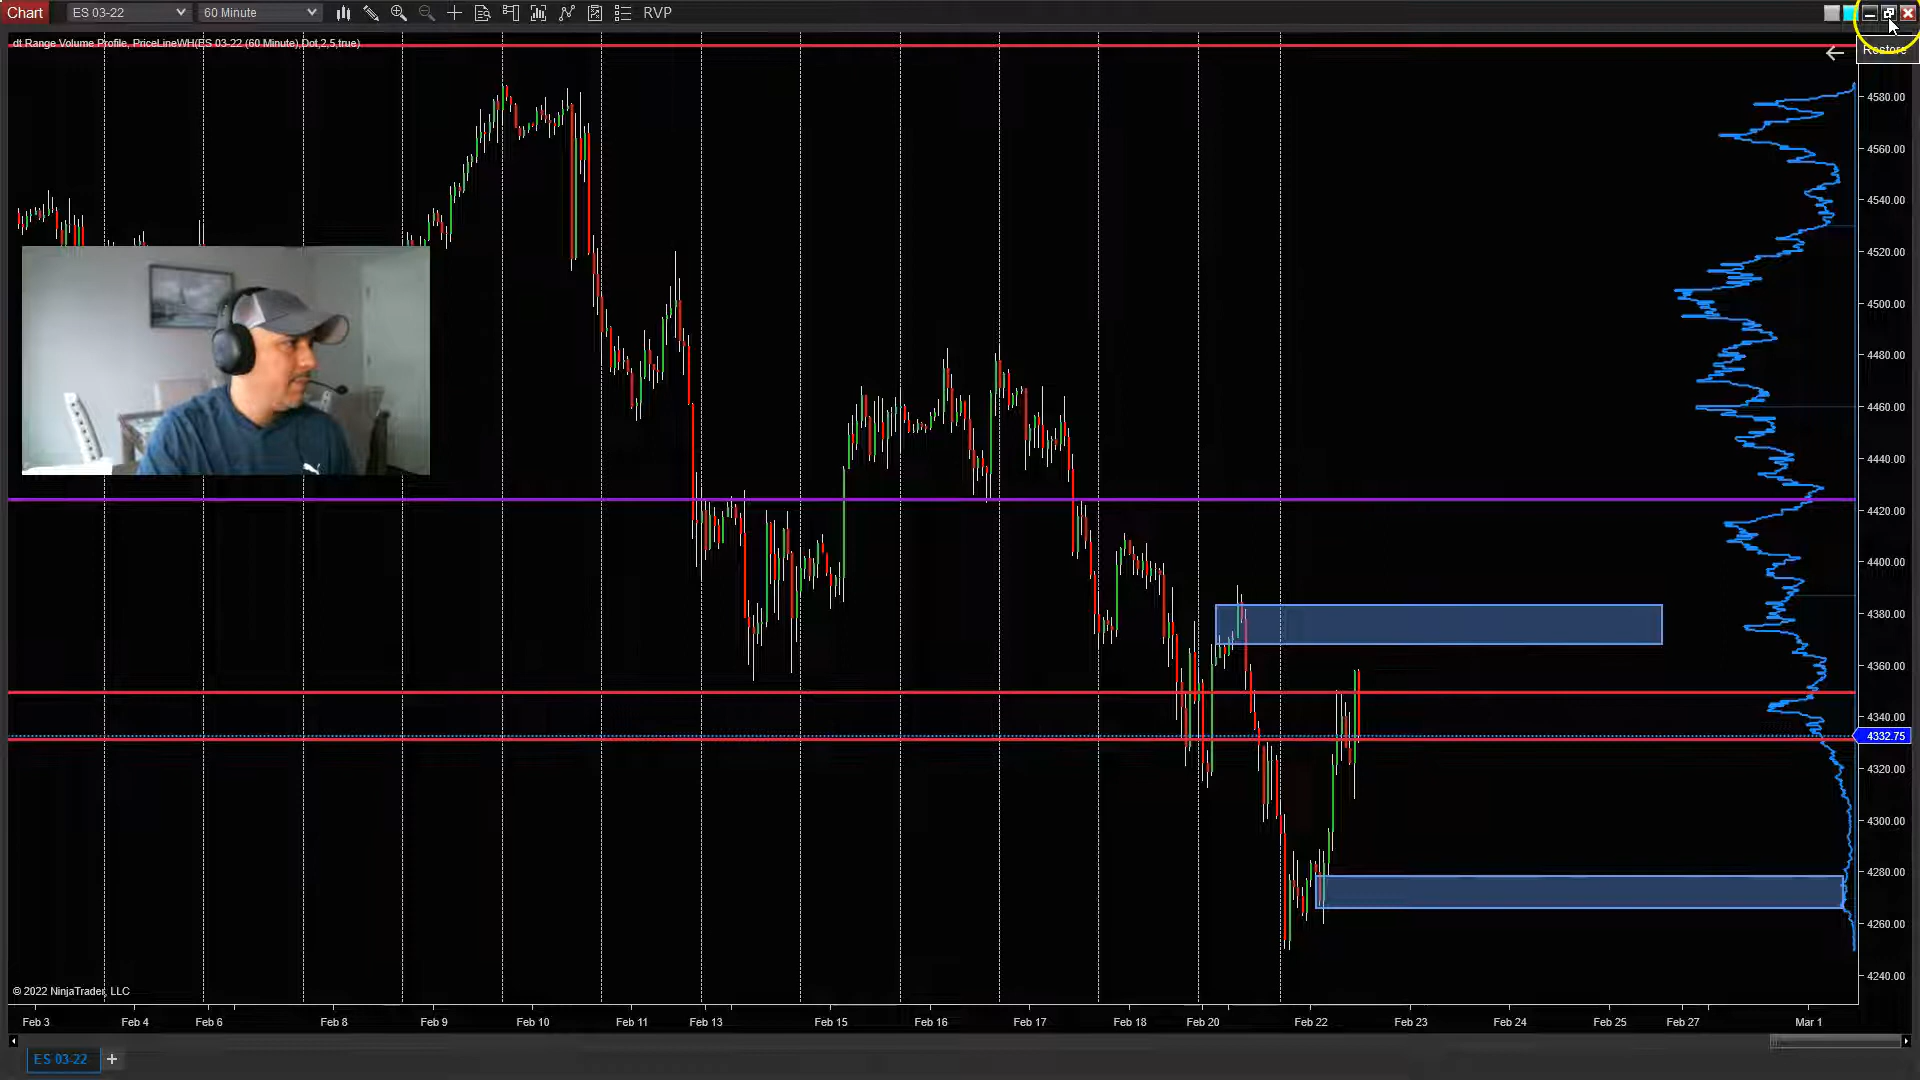 Chart
ES 03-22
60 Minute
RVP
dt Range Volume Profile, PriceLineWH(ES 03-22 (60 Minute),Dot,2,5,true)
Restore
4580.00
4560.00
4540.00
4520.00
4500.00
4480.00
4460.00
4440.00
4420.00
4400.00
4380.00
4360.00
4340.00
4332.75
4320.00
4300.00
4280.00
4260.00
4240.00
© 2022 NinjaTrader, LLC
Feb 3 Feb 4 Feb 6 Feb 8 Feb 9 Feb 10 Feb 11 Feb 13 Feb 15 Feb 16 Feb 17 Feb 18 Feb 20 Feb 22 Feb 23 Feb 24 Feb 25 Feb 27 Mar 1
ES 03-22